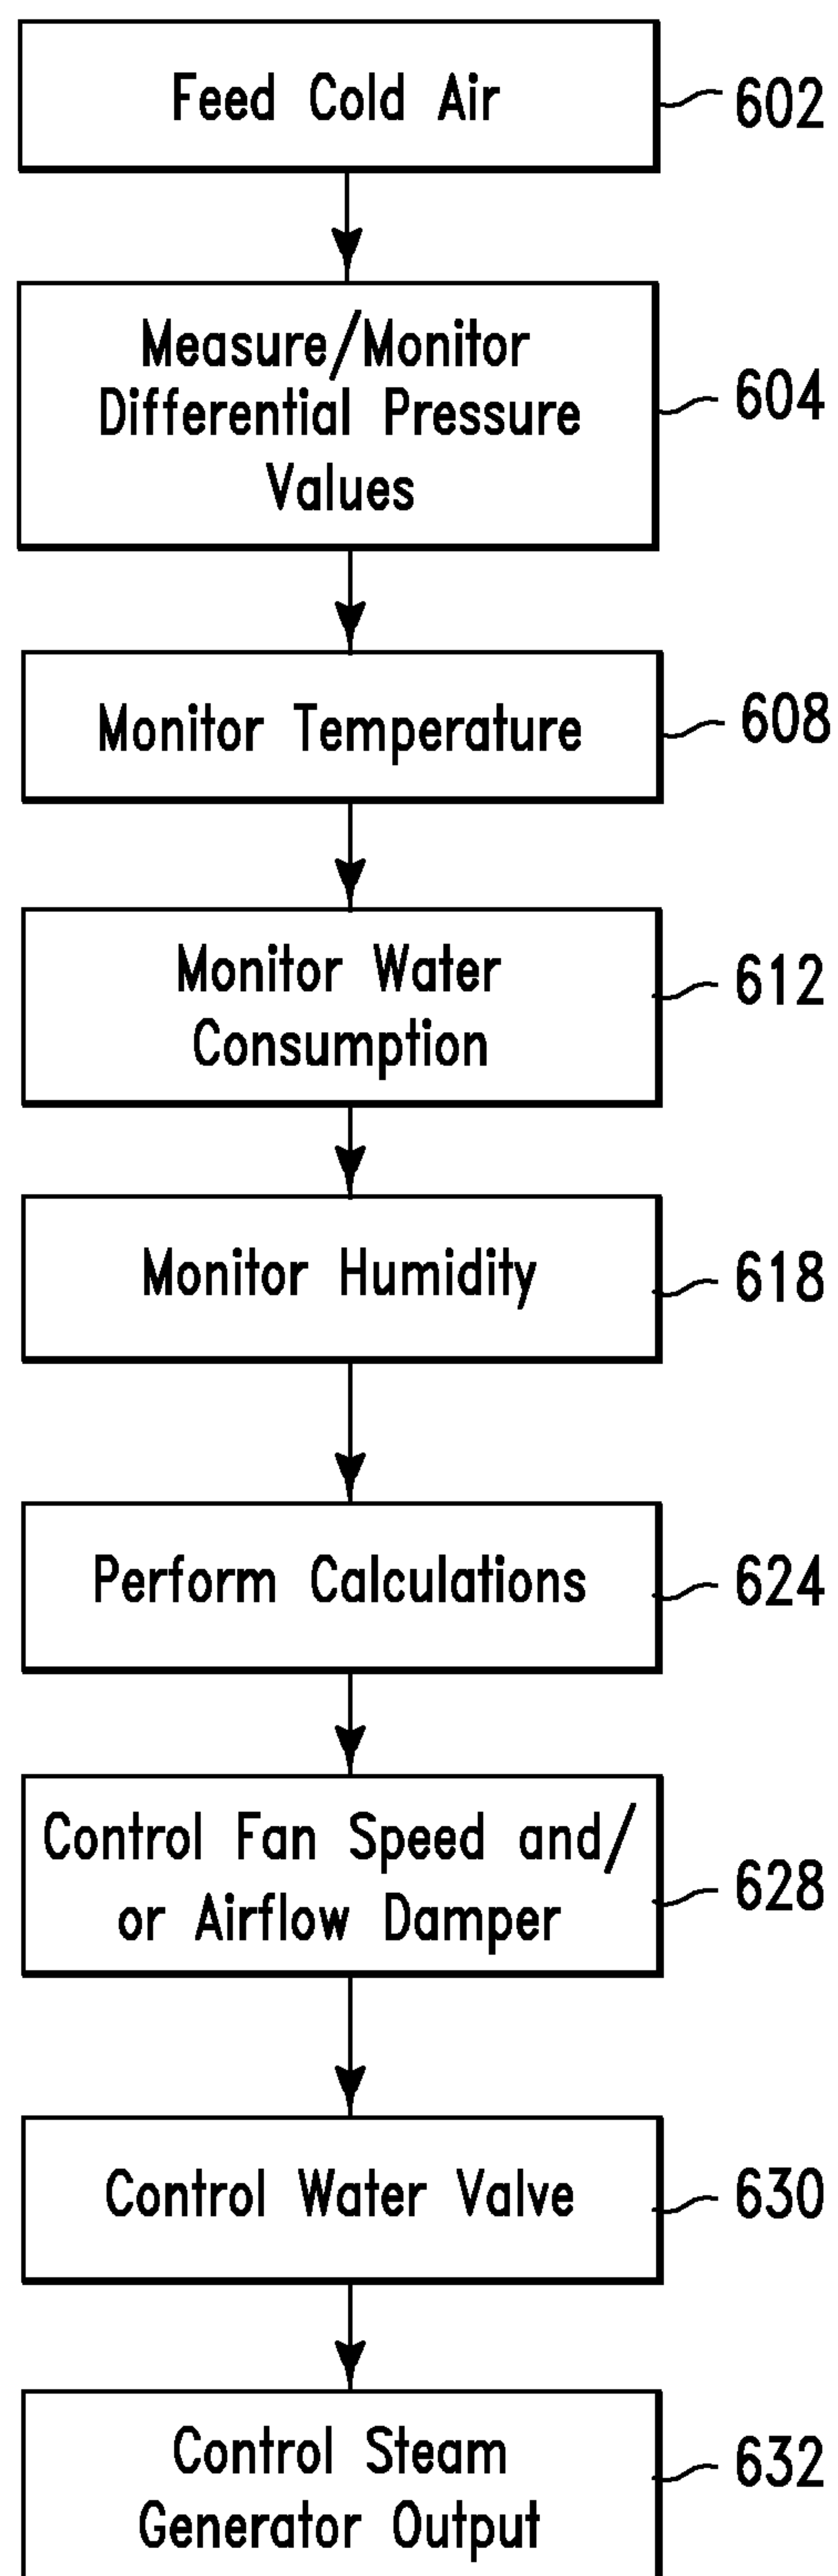 Feed Cold Air
602
Measure/Monitor
Differential Pressure
Values
604
Monitor Temperature
608
Monitor Water
Consumption
612
Monitor Humidity
618
Perform Calculations
624
Control Fan Speed and/
or Airflow Damper
628
Control Water Valve
630
Control Steam
Generator Output
632